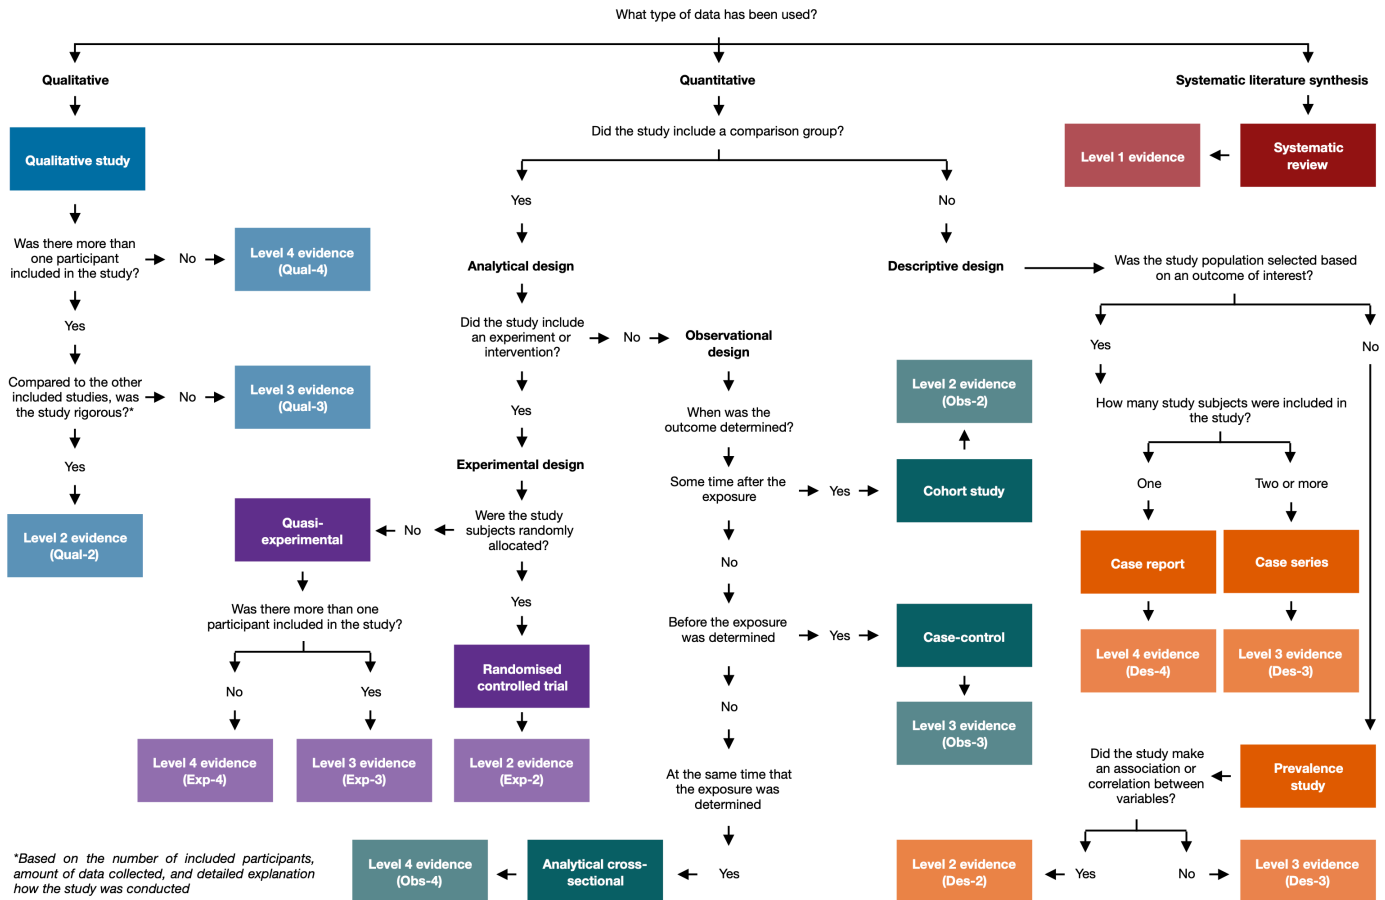 What type of data has been used?
Qualitative
Quantitative
Systematic literature synthesis
Qualitative study
Did the study include a comparison group?
Level 1 evidence
Systematic
review
Yes
No
Was there more than
one participant
included in the study?
No
Level 4 evidence
(Qual-4)
Analytical design
Descriptive design
Was the study population selected based
on an outcome of interest?
Yes
Did the study include
an experiment or
intervention?
No
Observational
design
Yes
No
Compared to the other
included studies, was
the study rigorous?*
No
Level 3 evidence
(Qual-3)
Yes
When was the
outcome determined?
Level 2 evidence
(Obs-2)
How many study subjects were included in
the study?
Yes
Experimental design
Some time after the
exposure
Yes
Cohort study
One
Two or more
Level 2 evidence
(Qual-2)
Quasi-
experimental
No
Were the study
subjects randomly
allocated?
No
Case report
Case series
Was there more than one
participant included in the study?
Yes
Before the exposure
was determined
Yes
Case-control
Level 4 evidence
(Des-4)
Level 3 evidence
(Des-3)
No
Yes
Randomised
controlled trial
No
Level 3 evidence
(Obs-3)
Level 4 evidence
(Exp-4)
Level 3 evidence
(Exp-3)
Level 2 evidence
(Exp-2)
At the same time that
the exposure was
determined
Did the study make
an association or
correlation between
variables?
Prevalence
study
*Based on the number of included participants,
amount of data collected, and detailed explanation
how the study was conducted
Level 4 evidence
(Obs-4)
Analytical cross-
sectional
Yes
Level 2 evidence
(Des-2)
Yes
No
Level 3 evidence
(Des-3)